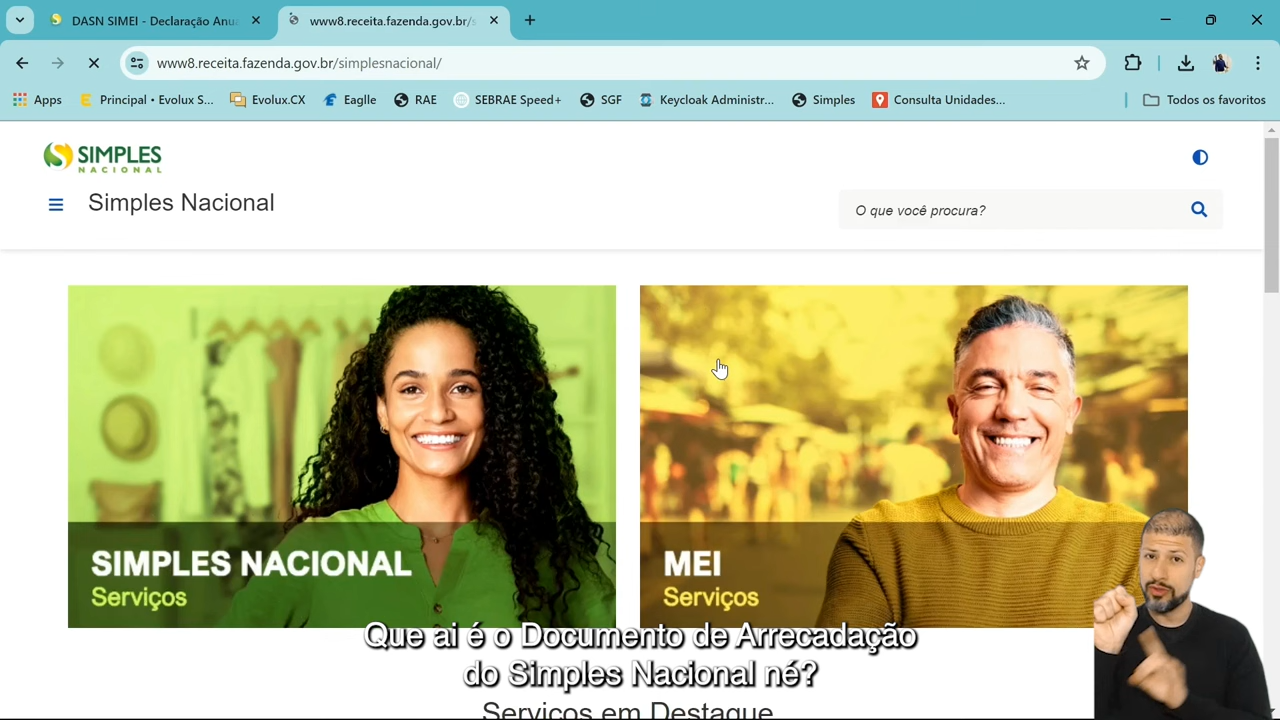 DASN SIMEI - Declaração Anu
www8.receita.fazenda.gov.br/s
www8.receita.fazenda.gov.br/simplesnacional/
Apps
Principal • Evolux S...
Evolux.CX
Eaglle
RAE
SEBRAE Speed+
SGF
Keycloak Administr...
Simples
Consulta Unidades...
Todos os favoritos
SIMPLES
NACIONAL
Simples Nacional
O que você procura?
SIMPLES NACIONAL
Serviços
MEI
Serviços
Que ai é o Documento de Arrecadação
do Simples Nacional né?
Serviços em Destaque